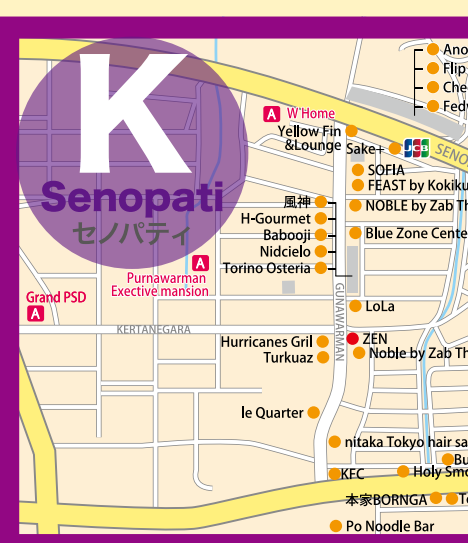 K
Senopati
セノパティ
A W'Home
Yellow Fin
&Lounge
Sake+
JCB
SENO
Flip
SOFIA
FEAST by Kokiku
NOBLE by Zab Th
Blue Zone Cente
風神
H-Gourmet
Babooji
Nidcielo
Torino Osteria
A
Purnawarman
Exective mansion
Grand PSD
A
GUNAWARMAN
KERTANEGARA
LoLa
Hurricanes Gril
Turkuaz
ZEN
Noble by Zab Th
le Quarter
nitaka Tokyo hair sa
KFC
Holy Smo
本家BORNGA
Po Noodle Bar